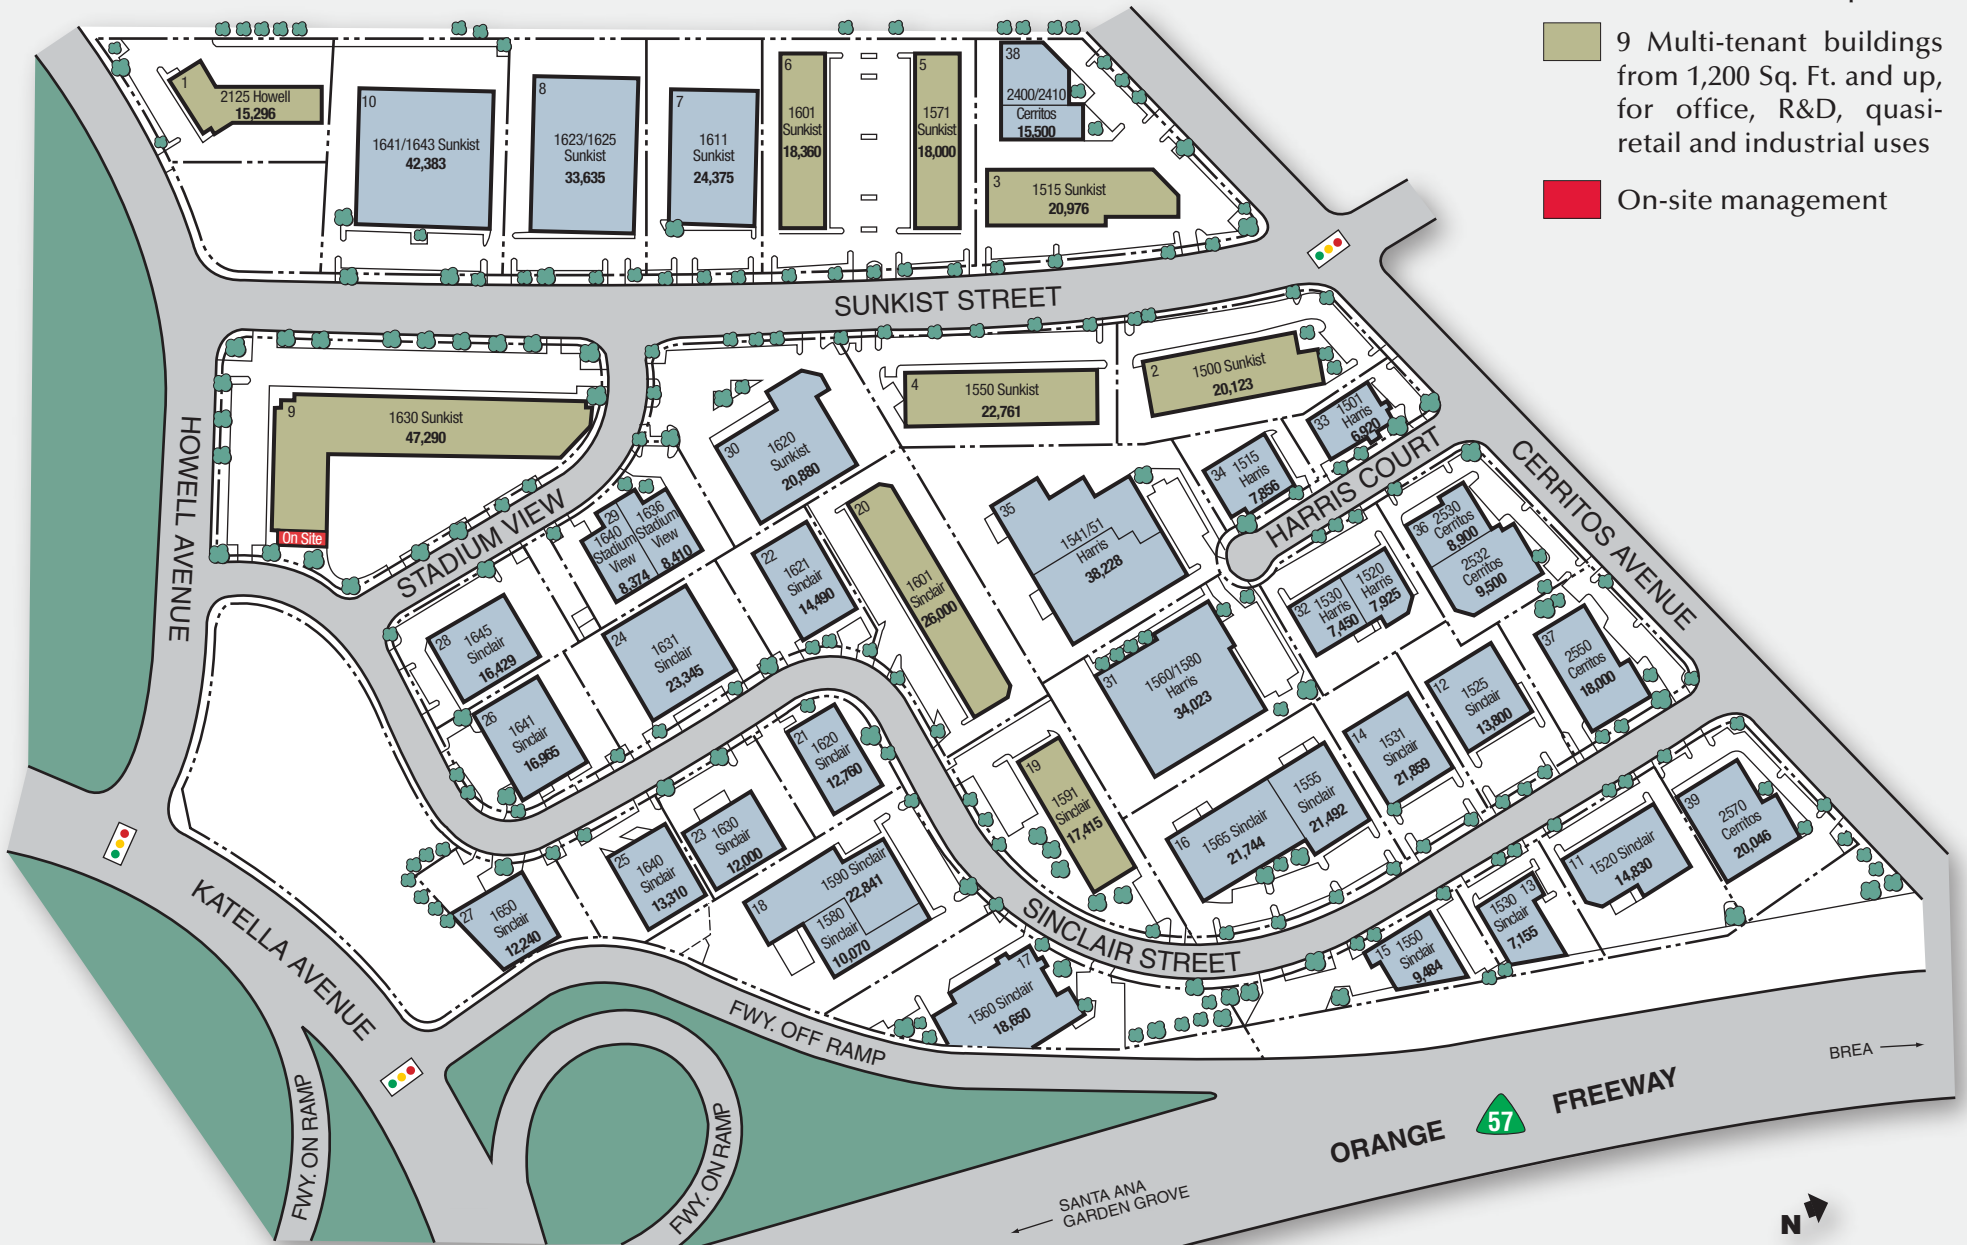 9 Multi-tenant buildings
from 1,200 Sq. Ft. and up,
for office, R&D, quasi-
retail and industrial uses
On-site management
1
2125 Howell
15,296
10
1641/1643 Sunkist
42,383
8
1623/1625
Sunkist
33,635
7
1611
Sunkist
24,375
6
1601
Sunkist
18,360
5
1571
Sunkist
18,000
38
2400/2410
Cerritos
15,500
3
1515 Sunkist
20,976
SUNKIST STREET
9
1630 Sunkist
47,290
On Site
HOWELL AVENUE
STADIUM VIEW
30
1620
Sunkist
20,880
4
1550 Sunkist
22,761
2
1500 Sunkist
20,123
33
1501
Harris
6,920
34
1515
Harris
7,856
HARRIS COURT
CERRITOS AVENUE
29
1640
Stadium
View
8,374
1636
Stadium
View
8,410
22
1621
Sinclair
14,490
20
1601
Sinclair
26,000
35
1541/51
Harris
38,228
36
2530
Cerritos
8,900
2532
Cerritos
9,500
32
1530
Harris
7,450
1520
Harris
7,925
28
1645
Sinclair
16,429
24
1631
Sinclair
23,345
26
1641
Sinclair
16,965
31
1560/1580
Harris
34,023
37
2550
Cerritos
18,000
12
1525
Sinclair
13,800
14
1531
Sinclair
21,859
21
1620
Sinclair
12,760
19
1591
Sinclair
17,415
16
1565 Sinclair
21,744
1555
Sinclair
21,492
39
2570
Cerritos
20,046
11
1520 Sinclair
14,830
13
1530
Sinclair
7,155
15
1550
Sinclair
9,484
25
1640
Sinclair
13,310
23
1630
Sinclair
12,000
18
1590 Sinclair
22,841
1580
Sinclair
10,070
27
1650
Sinclair
12,240
17
1560 Sinclair
18,650
SINCLAIR STREET
KATELLA AVENUE
FWY. OFF RAMP
FWY. ON RAMP
FWY. ON RAMP
BREA
ORANGE 57 FREEWAY
SANTA ANA
GARDEN GROVE
N